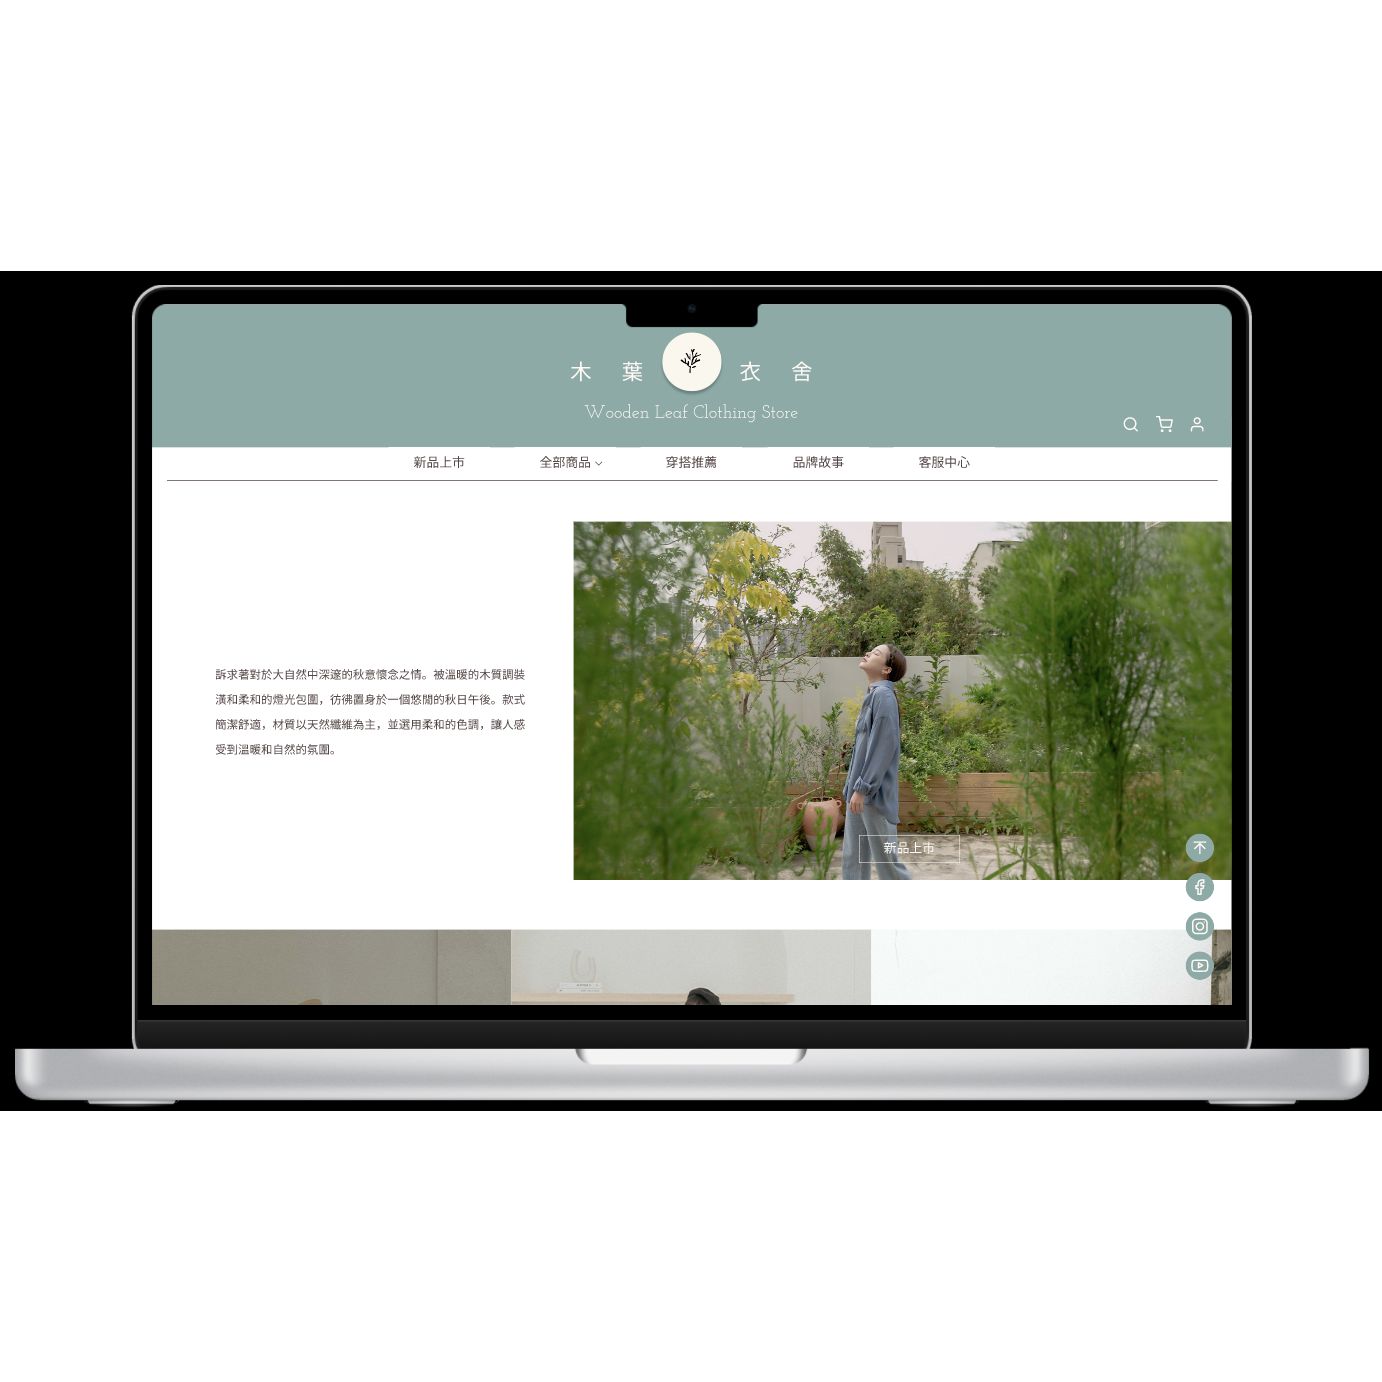 木葉衣舍
Wooden Leaf Clothing Store
新品上市 全部商品 穿搭推薦 品牌故事 客服中心
訴求著對於大自然中深邃的秋意懷念之情。被溫暖的木質調裝
潢和柔和的燈光包圍，彷彿置身於一個悠閒的秋日午後。款式
簡潔舒適，材質以天然纖維為主，並選用柔和的色調，讓人感
受到溫暖和自然的氛圍。
新品上市